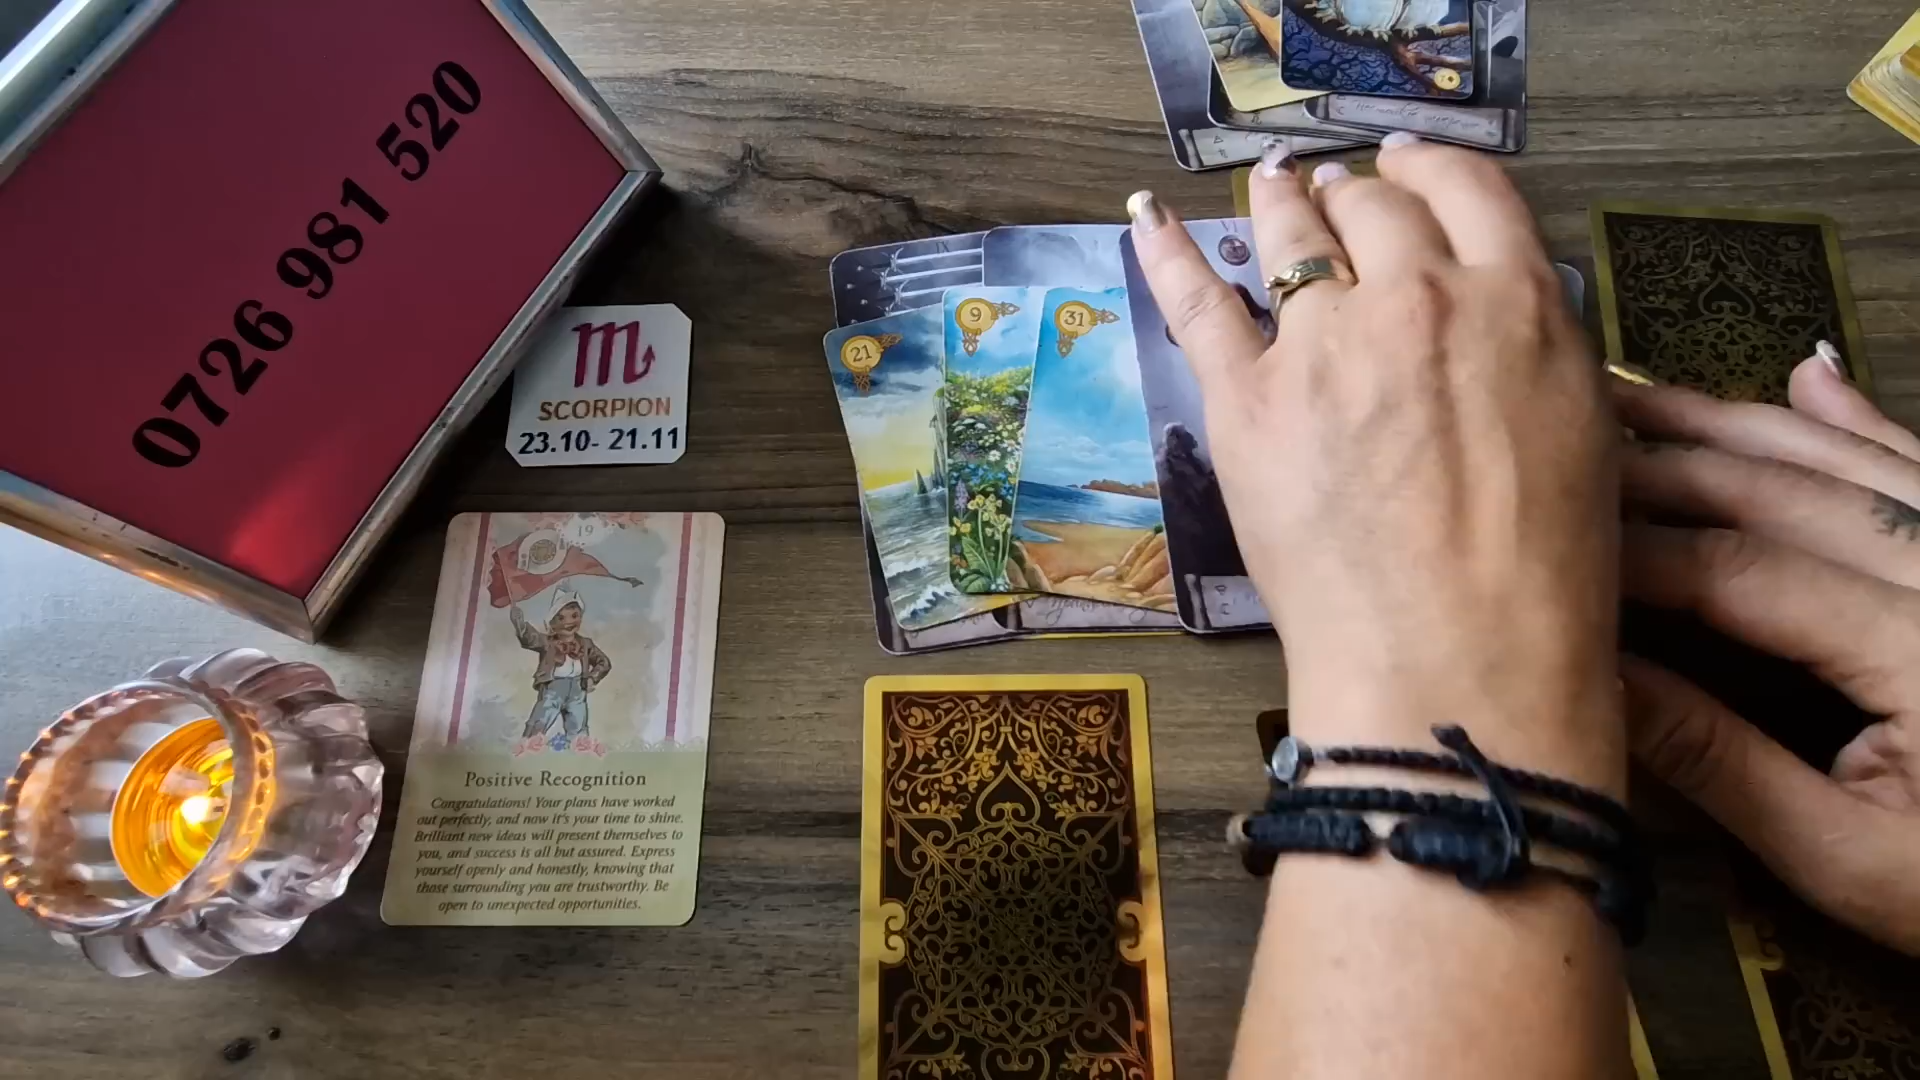 0726 981 520
SCORPION
23.10- 21.11
19
Positive Recognition
Congratulations! Your plans have worked
out perfectly, and now it's your time to shine.
Brilliant new ideas will present themselves to
you, and success is all but assured. Express
yourself openly and honestly, knowing that
those surrounding you are trustworthy. Be
open to unexpected opportunities.
IX
21
9
31
VI